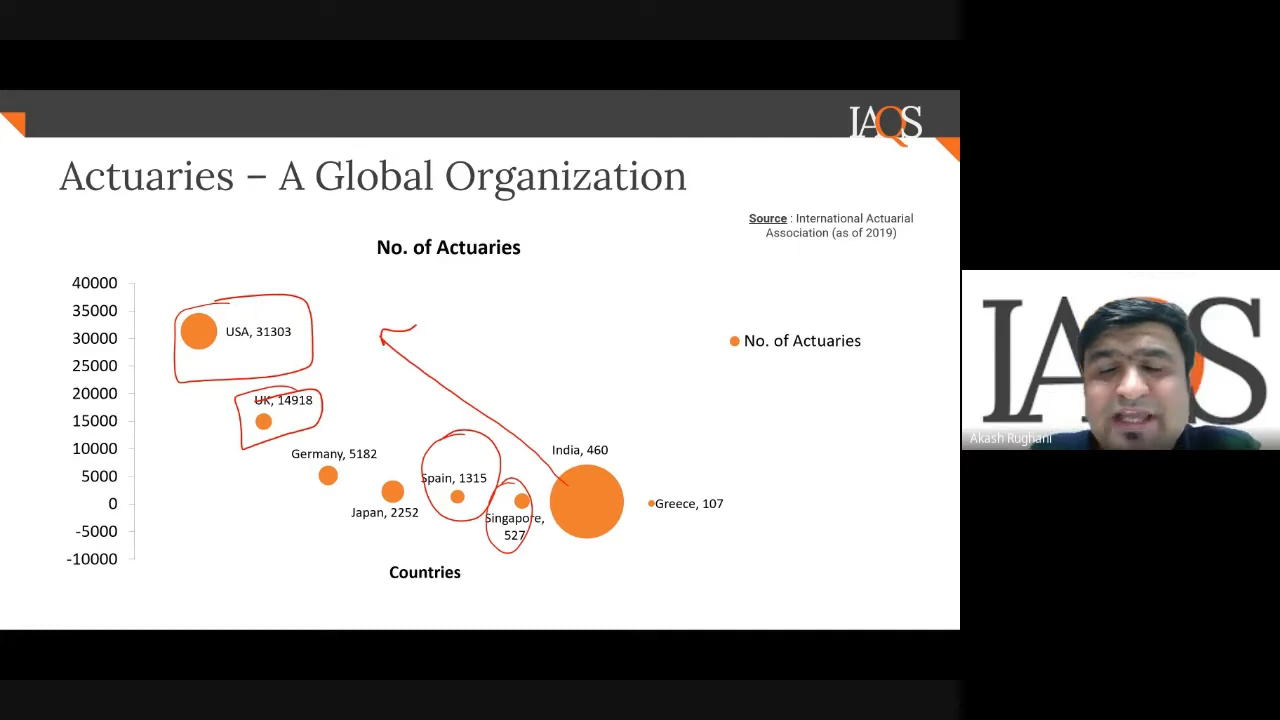 IAQS
Actuaries – A Global Organization
Source : International Actuarial
Association (as of 2019)
No. of Actuaries
40000
35000
30000
25000
20000
15000
10000
5000
0
-5000
-10000
USA, 31303
UK, 14918
Germany, 5182
Japan, 2252
Spain, 1315
Singapore,
527
India, 460
Greece, 107
No. of Actuaries
Countries
IAQS
Akash Rughani